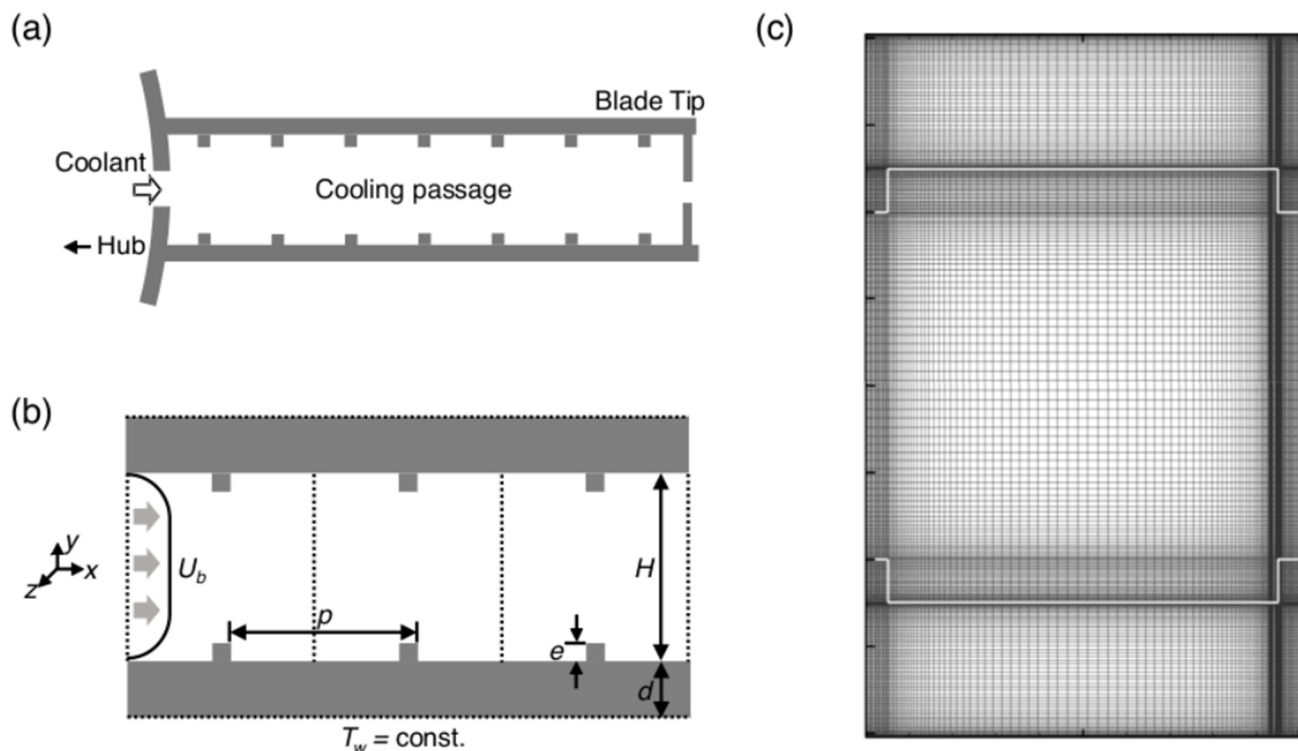 (a)
Blade Tip
Coolant
Cooling passage
Hub
(b)
y
x
z
U_b
p
H
e
d
T_w = const.
(c)